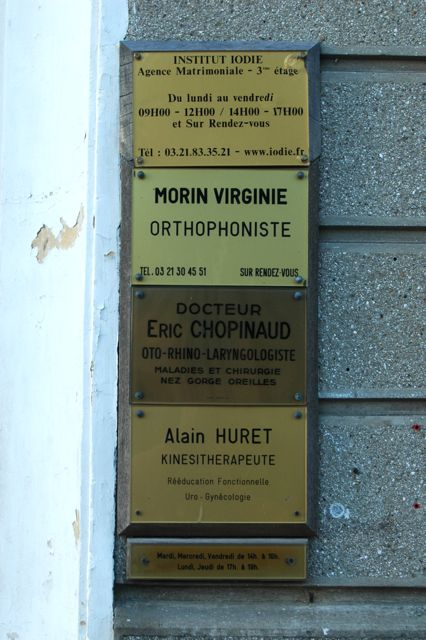 INSTITUT IODIE
Agence Matrimoniale - 3me étage
Du lundi au vendredi
09H00 - 12H00 / 14H00 - 17H00
et Sur Rendez-vous
Tél : 03.21.83.35.21 - www.iodie.fr
MORIN VIRGINIE
ORTHOPHONISTE
TEL. 03 21 30 45 51 SUR RENDEZ-VOUS
DOCTEUR
ERIC CHOPINAUD
OTO-RHINO-LARYNGOLOGISTE
MALADIES ET CHIRURGIE
NEZ GORGE OREILLES
Alain HURET
KINESITHERAPEUTE
Rééducation Fonctionnelle
Uro - Gynécologie
Mardi, Mercredi, Vendredi de 14h. à 16h.
Lundi, Jeudi de 17h. à 19h.